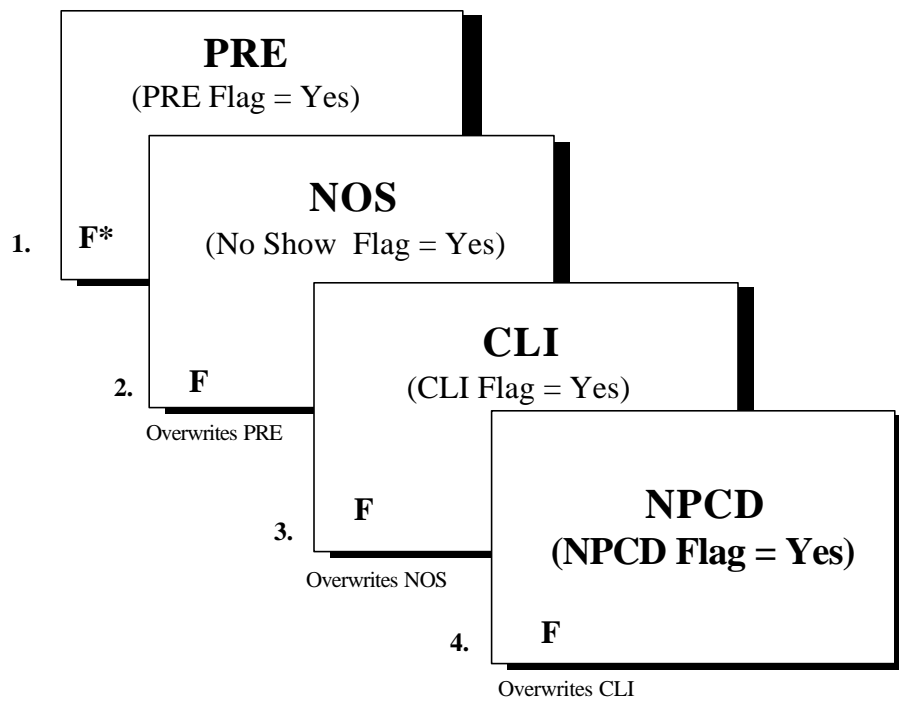 PRE
(PRE Flag = Yes)
1. F*
NOS
(No Show Flag = Yes)
2. F
Overwrites PRE
CLI
(CLI Flag = Yes)
3. F
Overwrites NOS
NPCD
(NPCD Flag = Yes)
4. F
Overwrites CLI